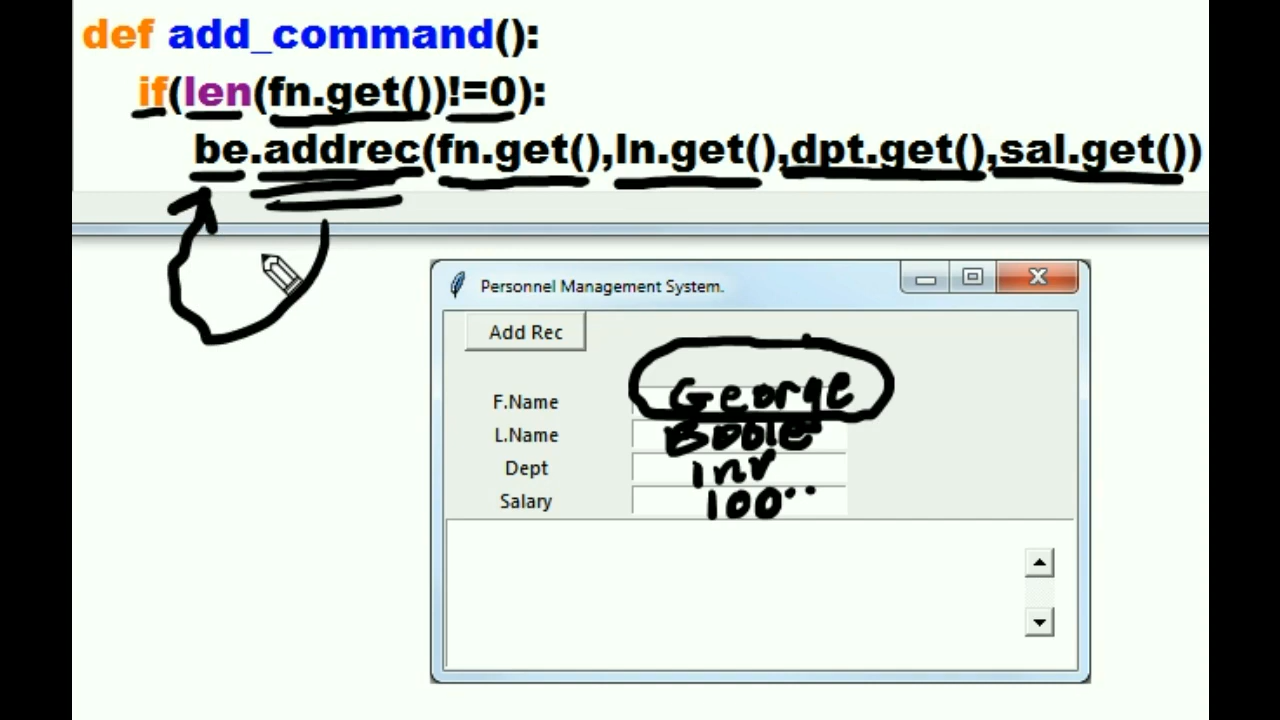 def add_command():
if(len(fn.get())!=0):
be.addrec(fn.get(),ln.get(),dpt.get(),sal.get())
Personnel Management System.
Add Rec
F.Name George
L.Name Boole
Dept inv
Salary 100